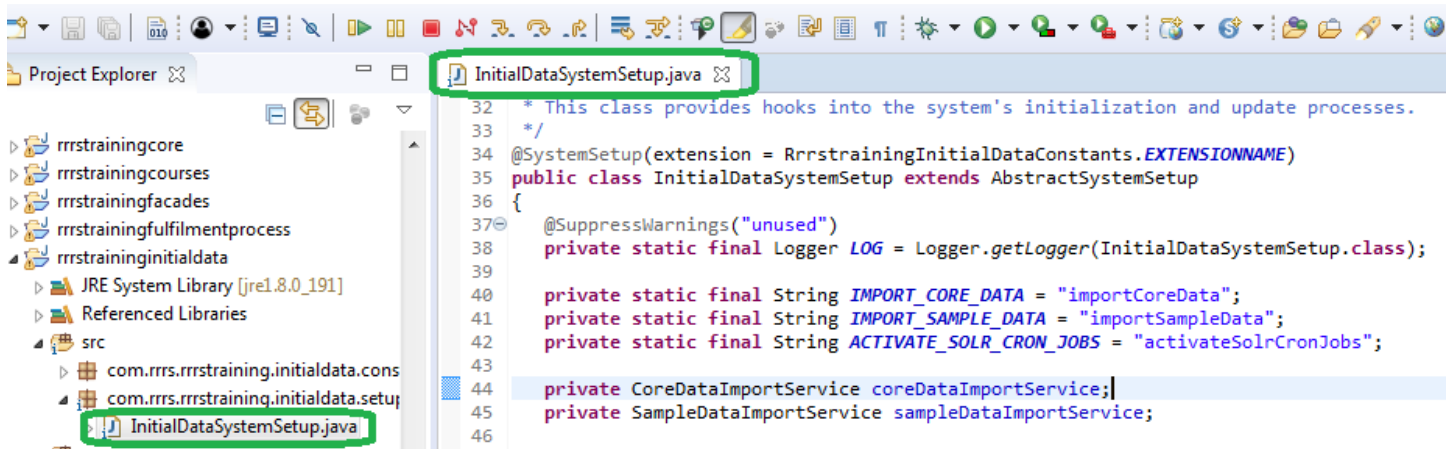 Project Explorer
rrrstrainingcore
rrrstrainingcourses
rrrstrainingfacades
rrrstrainingfulfilmentprocess
rrrstraininginitialdata
JRE System Library [jre1.8.0_191]
Referenced Libraries
src
com.rrrs.rrrstraining.initialdata.cons
com.rrrs.rrrstraining.initialdata.setup
InitialDataSystemSetup.java
InitialDataSystemSetup.java
32 * This class provides hooks into the system's initialization and update processes.
33 */
34 @SystemSetup(extension = RrrstrainingInitialDataConstants.EXTENSIONNAME)
35 public class InitialDataSystemSetup extends AbstractSystemSetup
36 {
37 @SuppressWarnings("unused")
38 private static final Logger LOG = Logger.getLogger(InitialDataSystemSetup.class);
39
40 private static final String IMPORT_CORE_DATA = "importCoreData";
41 private static final String IMPORT_SAMPLE_DATA = "importSampleData";
42 private static final String ACTIVATE_SOLR_CRON_JOBS = "activateSolrCronJobs";
43
44 private CoreDataImportService coreDataImportService;
45 private SampleDataImportService sampleDataImportService;
46